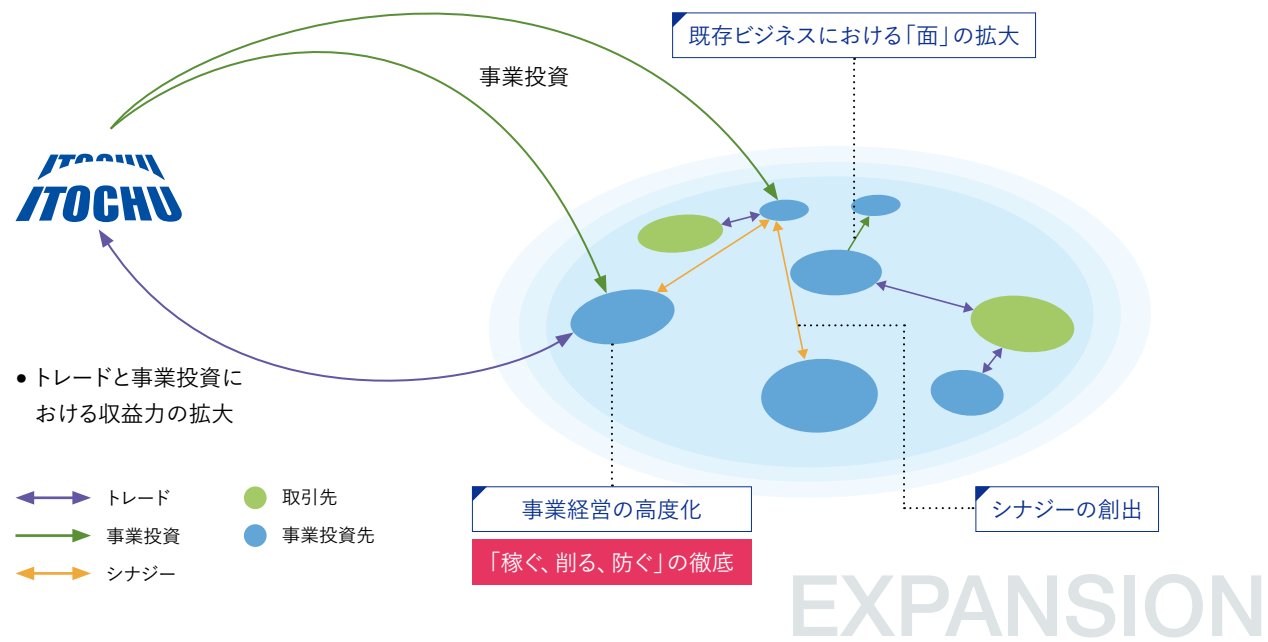 既存ビジネスにおける「面」の拡大
事業投資
ITOCHU
ITOCHU
• トレードと事業投資に
おける収益力の拡大
トレード
取引先
事業投資
事業投資先
シナジー
事業経営の高度化
「稼ぐ、削る、防ぐ」の徹底
シナジーの創出
EXPANSION